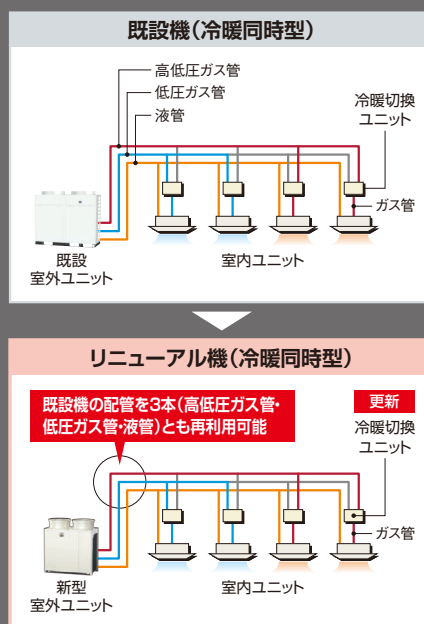 既設機(冷暖同時型)
高低圧ガス管
低圧ガス管
液管
冷暖切換
ユニット
ガス管
既設
室外ユニット
室内ユニット
リニューアル機(冷暖同時型)
既設機の配管を3本(高低圧ガス管・
低圧ガス管・液管)とも再利用可能
更新
冷暖切換
ユニット
ガス管
新型
室外ユニット
室内ユニット